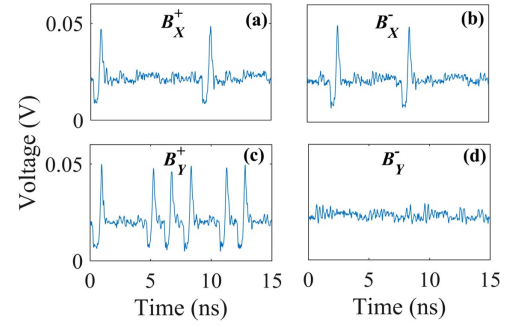 B_X^+ (a)
B_X^- (b)
0.05
0
B_Y^+ (c)
B_Y^- (d)
0.05
0
Voltage (V)
0 5 10 15
0 5 10 15
Time (ns)
Time (ns)